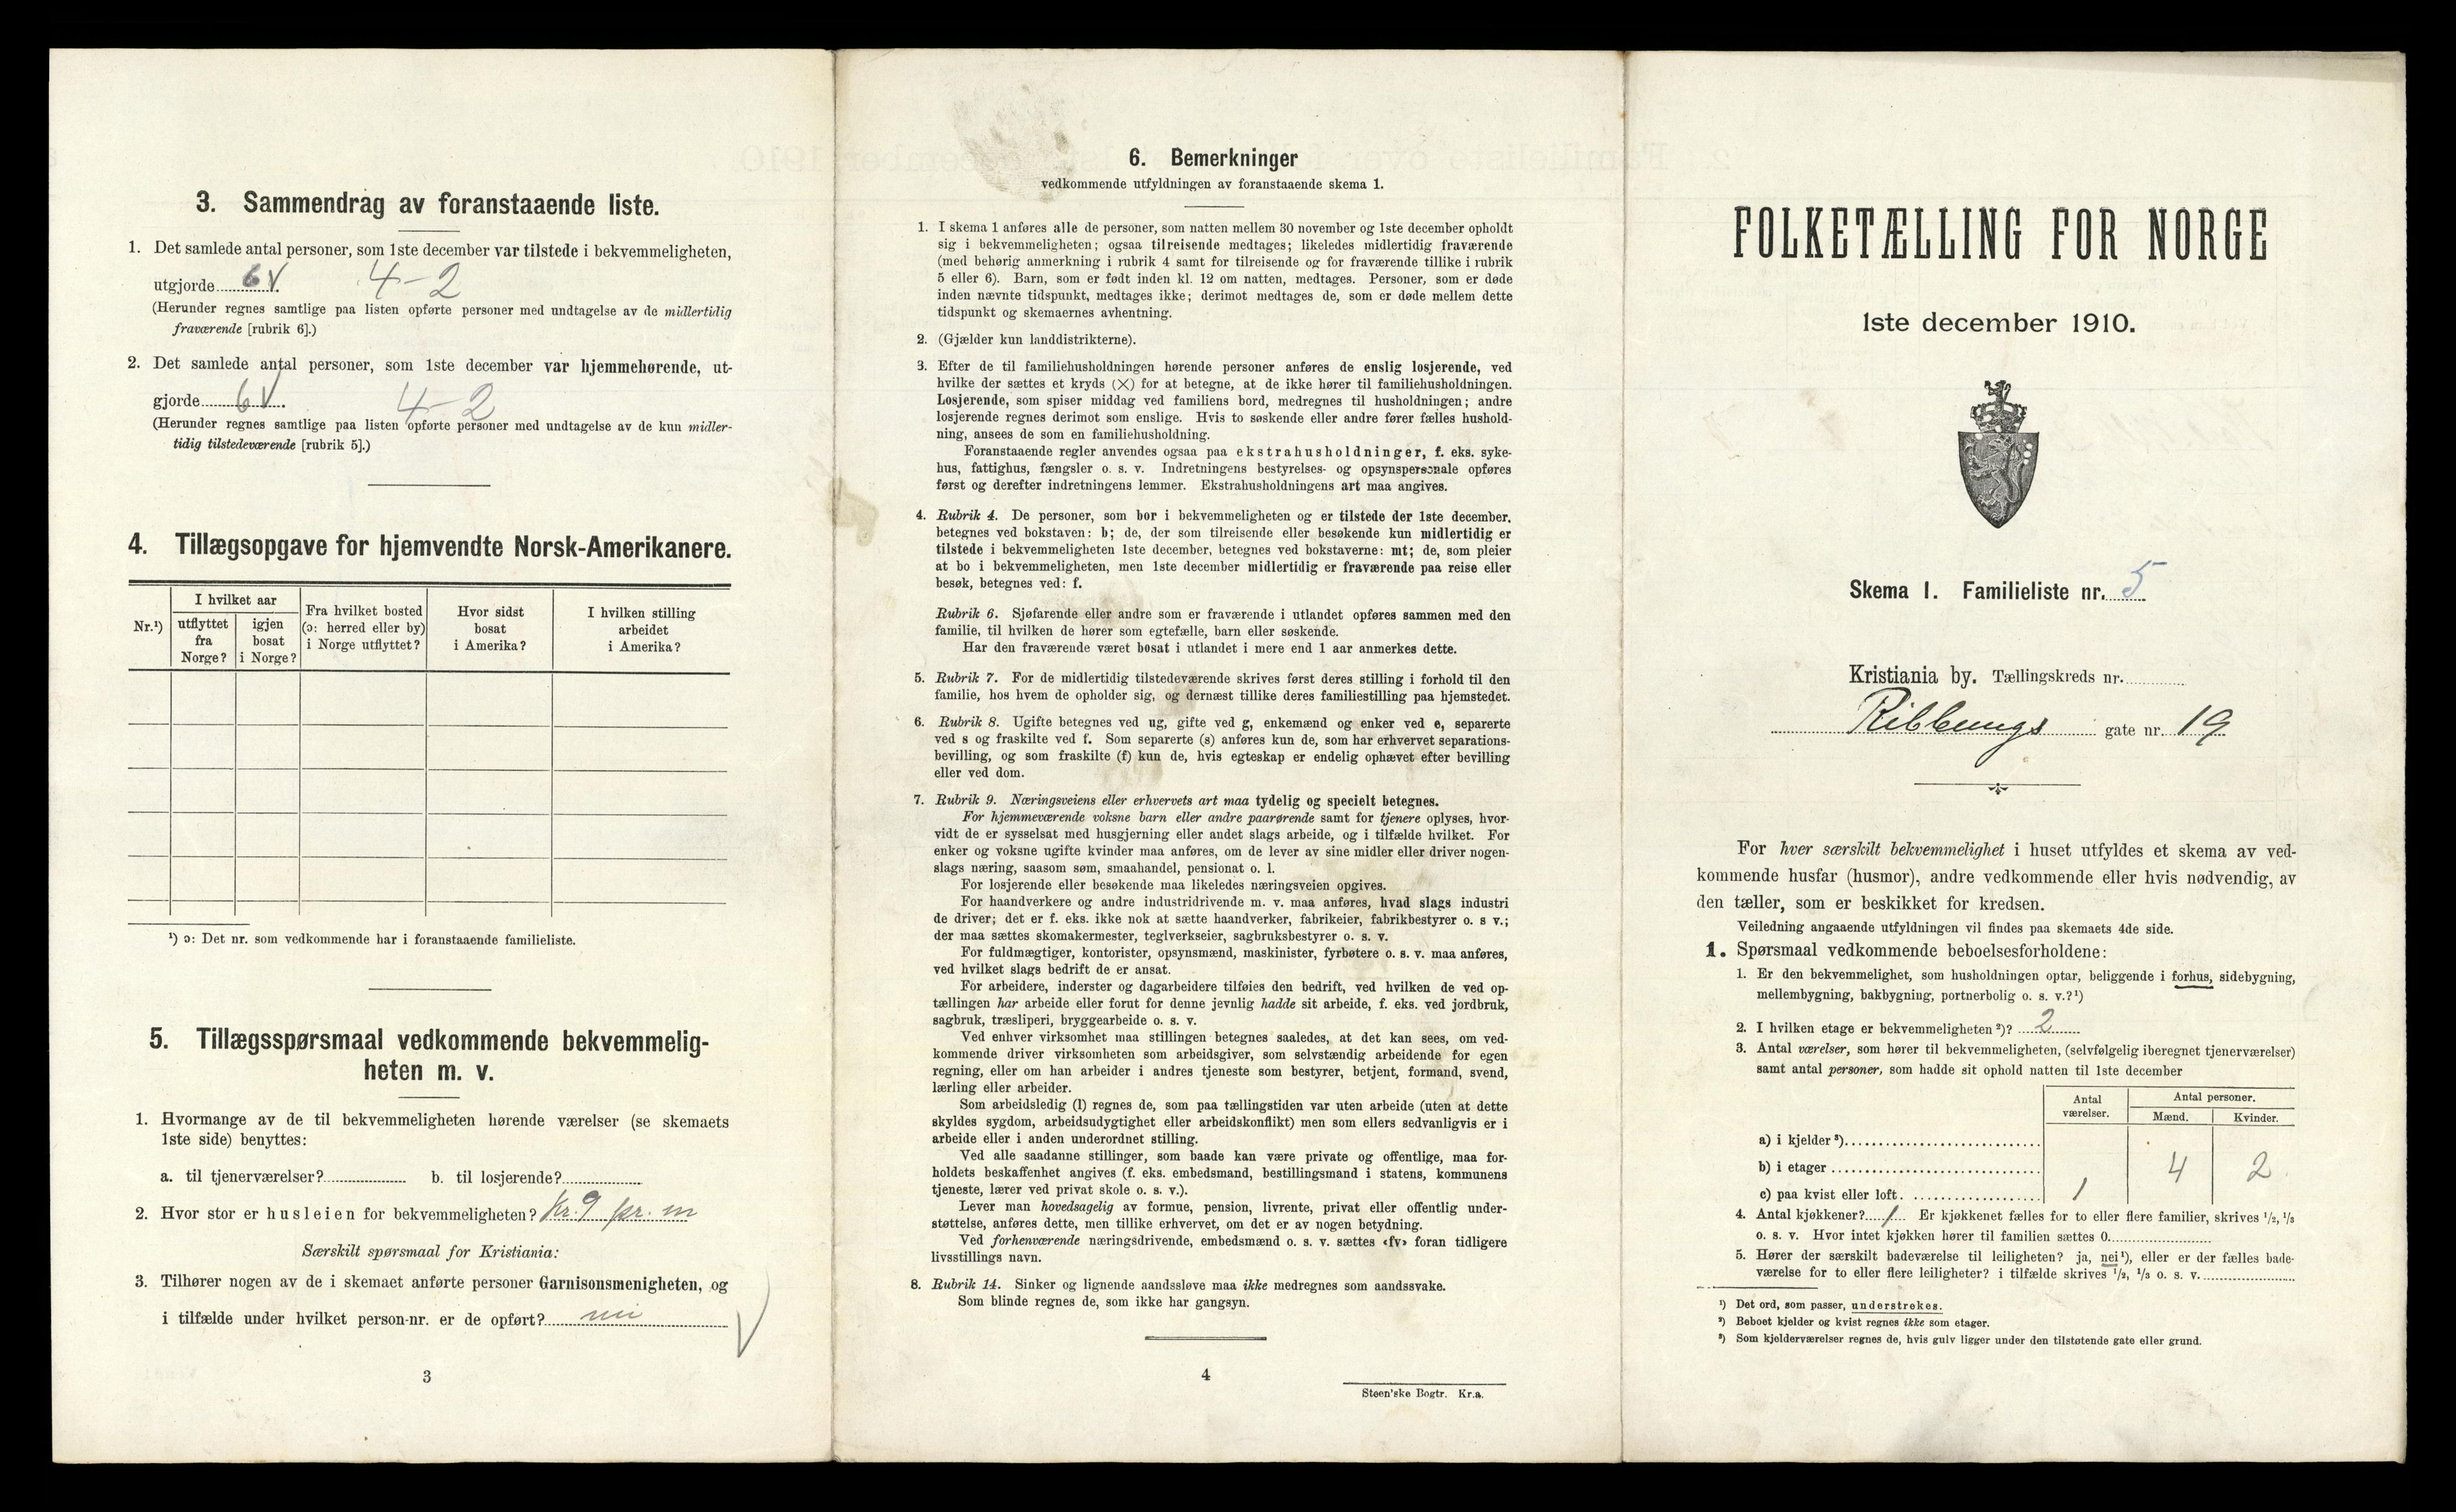 3. Sammendrag av foranstaaende liste.
1. Det samlede antal personer, som 1ste december var tilstede i bekvemmeligheten,
utgjorde 6 V. 4-2
(Herunder regnes samtlige paa listen opførte personer med undtagelse av de midlertidig
fraværende [rubrik 6].)
2. Det samlede antal personer, som 1ste december var hjemmehørende, ut-
gjorde 6 V. 4-2
(Herunder regnes samtlige paa listen opførte personer med undtagelse av de kun midler-
tidig tilstedeværende [rubrik 5].)
4. Tillægsopgave for hjemvendte Norsk-Amerikanere.
Nr.¹)
I hvilket aar
utflyttet fra Norge?
igjen bosat i Norge?
Fra hvilket bosted (ɔ: herred eller by) i Norge utflyttet?
Hvor sidst bosat i Amerika?
I hvilken stilling arbeidet i Amerika?
¹) ɔ: Det nr. som vedkommende har i foranstaaende familieliste.
5. Tillægsspørsmaal vedkommende bekvemmelig-
heten m. v.
1. Hvormange av de til bekvemmeligheten hørende værelser (se skemaets
1ste side) benyttes:
a. til tjenerværelser? b. til losjerende?
2. Hvor stor er husleien for bekvemmeligheten? Kr. 9 pr. m
Særskilt spørsmaal for Kristiania:
3. Tilhører nogen av de i skemaet anførte personer Garnisonsmenigheten, og
i tilfælde under hvilket person-nr. er de opført?
3
6. Bemerkninger
vedkommende utfyldningen av foranstaaende skema 1.
1. I skema 1 anføres alle de personer, som natten mellem 30 november og 1ste december opholdt
sig i bekvemmeligheten; ogsaa tilreisende medtages; likeledes midlertidig fraværende
(med behørig anmerkning i rubrik 4 samt for tilreisende og for fraværende tillike i rubrik
5 eller 6). Barn, som er født inden kl. 12 om natten, medtages. Personer, som er døde
inden nævnte tidspunkt, medtages ikke; derimot medtages de, som er døde mellem dette
tidspunkt og skemaernes avhentning.
2. (Gjælder kun landdistrikterne).
3. Efter de til familiehusholdningen hørende personer anføres de enslig losjerende, ved
hvilke der sættes et kryds (×) for at betegne, at de ikke hører til familiehusholdningen.
Losjerende, som spiser middag ved familiens bord, medregnes til husholdningen; andre
losjerende regnes derimot som enslige. Hvis to søskende eller andre fører fælles hushold-
ning, ansees de som en familiehusholdning.
Foranstaaende regler anvendes ogsaa paa ekstrahusholdninger, f. eks. syke-
hus, fattighus, fængsler o. s. v. Indretningens bestyrelses- og opsynspersonale opføres
først og derefter indretningens lemmer. Ekstrahusholdningens art maa angives.
4. Rubrik 4. De personer, som bor i bekvemmeligheten og er tilstede der 1ste december,
betegnes ved bokstaven: b; de, der som tilreisende eller besøkende kun midlertidig er
tilstede i bekvemmeligheten 1ste december, betegnes ved bokstaverne: mt; de, som pleier
at bo i bekvemmeligheten, men 1ste december midlertidig er fraværende paa reise eller
besøk, betegnes ved: f.
Rubrik 6. Sjøfarende eller andre som er fraværende i utlandet opføres sammen med den
familie, til hvilken de hører som egtefælle, barn eller søskende.
Har den fraværende været bosat i utlandet i mere end 1 aar anmerkes dette.
5. Rubrik 7. For de midlertidig tilstedeværende skrives først deres stilling i forhold til den
familie, hos hvem de opholder sig, og dernæst tillike deres familiestilling paa hjemstedet.
6. Rubrik 8. Ugifte betegnes ved ug, gifte ved g, enkemænd og enker ved e, separerte
ved s og fraskilte ved f. Som separerte (s) anføres kun de, som har erhvervet separations-
bevilling, og som fraskilte (f) kun de, hvis egteskap er endelig ophævet efter bevilling
eller ved dom.
7. Rubrik 9. Næringsveiens eller erhvervets art maa tydelig og specielt betegnes.
For hjemmeværende voksne barn eller andre paarørende samt for tjenere oplyses, hvor-
vidt de er sysselsat med husgjerning eller andet slags arbeide, og i tilfælde hvilket. For
enker og voksne ugifte kvinder maa anføres, om de lever av sine midler eller driver nogen-
slags næring, saasom søm, smaahandel, pensionat o. l.
For losjerende eller besøkende maa likeledes næringsveien opgives.
For haandverkere og andre industridrivende m. v. maa anføres, hvad slags industri
de driver; det er f. eks. ikke nok at sætte haandverker, fabrikeier, fabrikbestyrer o. s v.;
der maa sættes skomakermester, teglverkseier, sagbruksbestyrer o. s. v.
For fuldmægtiger, kontorister, opsynsmænd, maskinister, fyrbøtere o. s. v. maa anføres,
ved hvilket slags bedrift de er ansat.
For arbeidere, inderster og dagarbeidere tilføies den bedrift, ved hvilken de ved op-
tællingen har arbeide eller forut for denne jevnlig hadde sit arbeide, f. eks. ved jordbruk,
sagbruk, træsliperi, bryggearbeide o. s. v.
Ved enhver virksomhet maa stillingen betegnes saaledes, at det kan sees, om ved-
kommende driver virksomheten som arbeidsgiver, som selvstændig arbeidende for egen
regning, eller om han arbeider i andres tjeneste som bestyrer, betjent, formand, svend,
lærling eller arbeider.
Som arbeidsledig (l) regnes de, som paa tællingstiden var uten arbeide (uten at dette
skyldes sygdom, arbeidsudygtighet eller arbeidskonflikt) men som ellers sedvanligvis er i
arbeide eller i anden underordnet stilling.
Ved alle saadanne stillinger, som baade kan være private og offentlige, maa for-
holdets beskaffenhet angives (f. eks. embedsmand, bestillingsmand i statens, kommunens
tjeneste, lærer ved privat skole o. s. v.).
Lever man hovedsagelig av formue, pension, livrente, privat eller offentlig under-
støttelse, anføres dette, men tillike erhvervet, om det er av nogen betydning.
Ved forhenværende næringsdrivende, embedsmænd o. s. v. sættes «fv» foran tidligere
livsstillings navn.
8. Rubrik 14. Sinker og lignende aandssløve maa ikke medregnes som aandssvake.
Som blinde regnes de, som ikke har gangsyn.
4
Steen'ske Bogtr. Kr.a.
FOLKETÆLLING FOR NORGE
1ste december 1910.
Skema 1. Familieliste nr. 5
Kristiania by. Tællingskreds nr.
Ribbungs gate nr. 19
For hver særskilt bekvemmelighet i huset utfyldes et skema av ved-
kommende husfar (husmor), andre vedkommende eller hvis nødvendig, av
den tæller, som er beskikket for kredsen.
Veiledning angaaende utfyldningen vil findes paa skemaets 4de side.
1. Spørsmaal vedkommende beboelsesforholdene:
1. Er den bekvemmelighet, som husholdningen optar, beliggende i forhus, sidebygning,
mellembygning, bakbygning, portnerbolig o. s. v.?¹)
2. I hvilken etage er bekvemmeligheten²)? 2
3. Antal værelser, som hører til bekvemmeligheten, (selvfølgelig iberegnet tjenerværelser)
samt antal personer, som hadde sit ophold natten til 1ste december
Antal værelser.
Antal personer.
Mænd. Kvinder.
a) i kjelder³)
b) i etager 4 2
c) paa kvist eller loft. 1
4. Antal kjøkkener? 1 Er kjøkkenet fælles for to eller flere familier, skrives ¹/₂, ¹/₃
o. s. v. Hvor intet kjøkken hører til familien sættes 0.
5. Hører der særskilt badeværelse til leiligheten? ja, nei¹), eller er der fælles bade-
værelse for to eller flere leiligheter? i tilfælde skrives ¹/₂, ¹/₃ o. s. v.
¹) Det ord, som passer, understrekes.
²) Beboet kjelder og kvist regnes ikke som etager.
³) Som kjelderværelser regnes de, hvis gulv ligger under den tilstøtende gate eller grund.